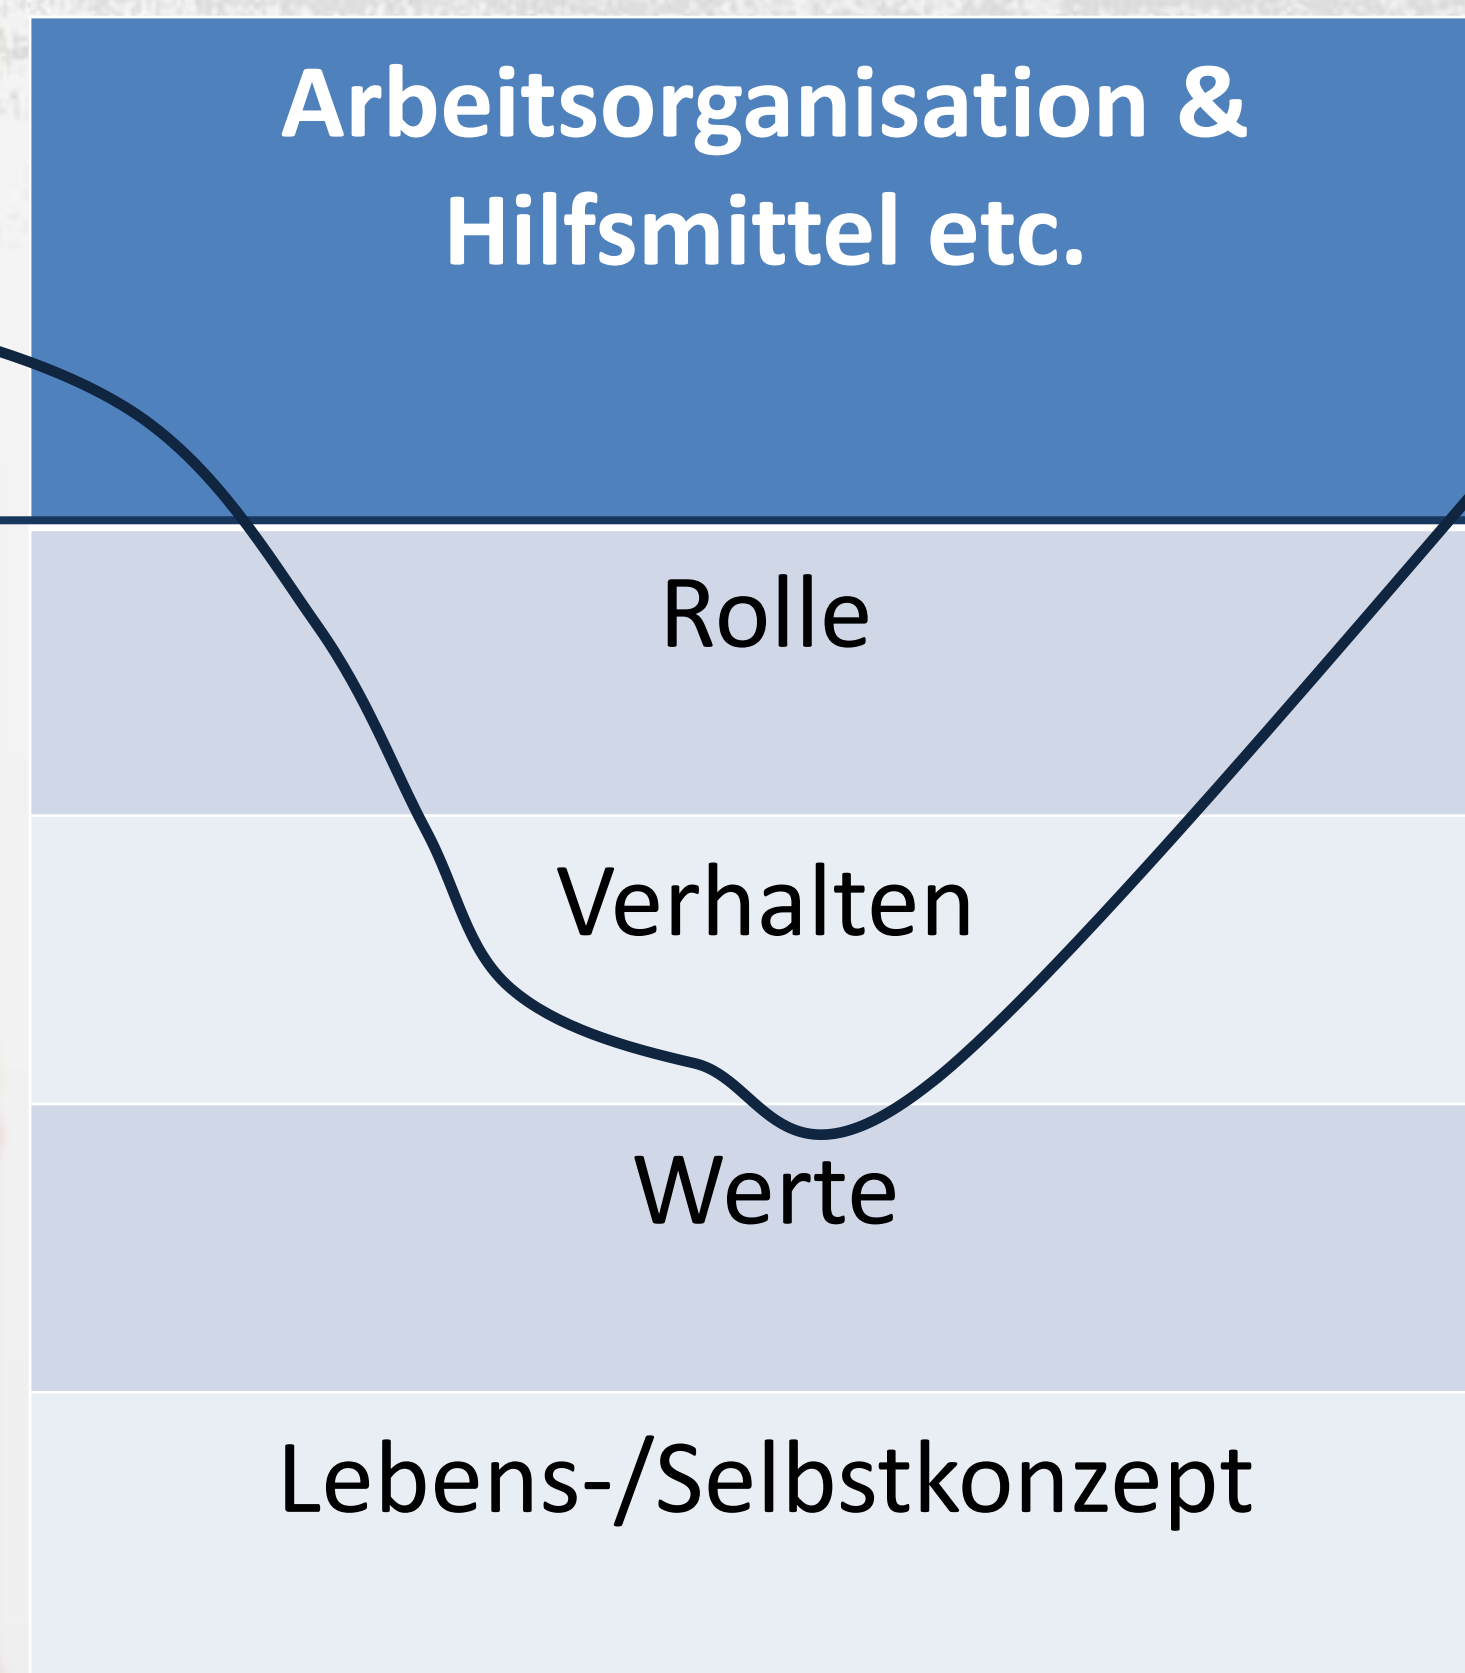 Arbeitsorganisation &
Hilfsmittel etc.
Rolle
Verhalten
Werte
Lebens-/Selbstkonzept